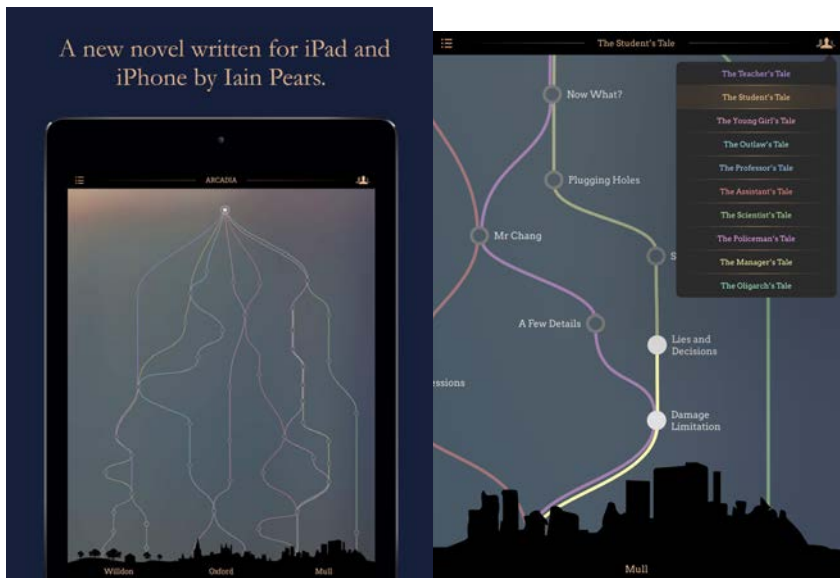 A new novel written for iPad and
iPhone by Iain Pears.
ARCADIA
Willdon
Oxford
Mull
The Student's Tale
The Teacher's Tale
The Student's Tale
The Young Girl's Tale
The Outlaw's Tale
The Professor's Tale
The Assistant's Tale
The Scientist's Tale
The Policeman's Tale
The Manager's Tale
The Oligarch's Tale
Now What?
Plugging Holes
Mr Chang
S
A Few Details
Lies and
Decisions
essions
Damage
Limitation
Mull